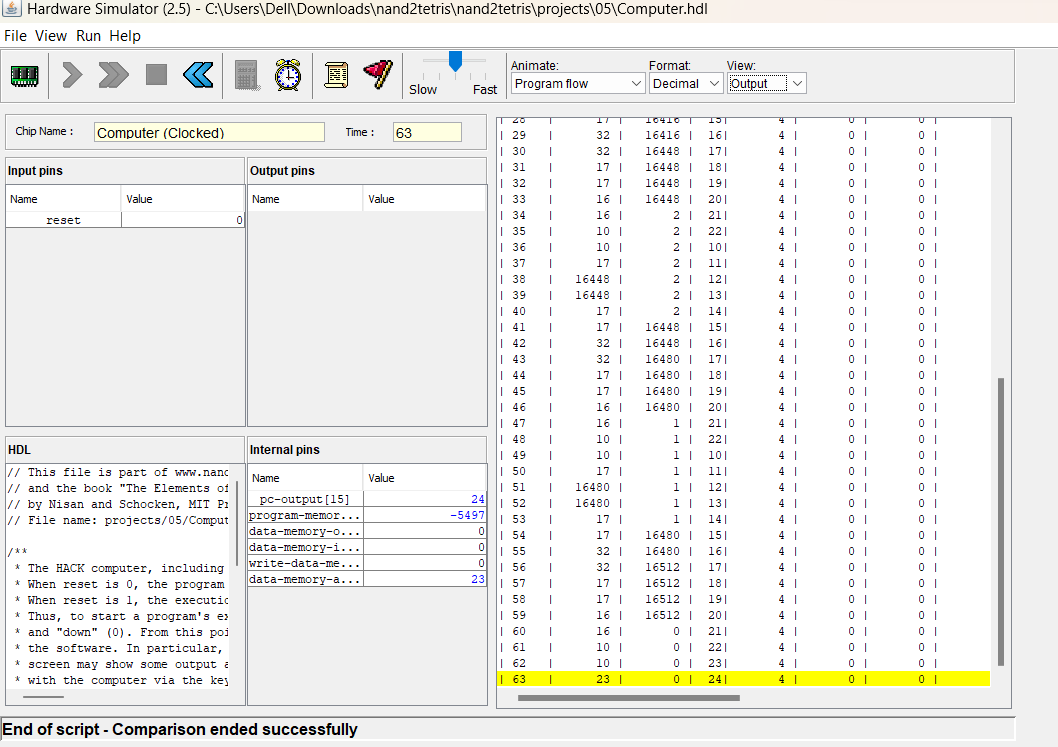 Hardware Simulator (2.5) - C:\Users\Dell\Downloads\nand2tetris\nand2tetris\projects\05\Computer.hdl
File View Run Help
Slow Fast
Animate: Format: View:
Program flow Decimal Output
Chip Name : Computer (Clocked) Time : 63
Input pins
Name Value
reset 0
Output pins
Name Value
HDL
// This file is part of www.nand
// and the book "The Elements of
// by Nisan and Schocken, MIT Pr
// File name: projects/05/Comput
/**
* The HACK computer, including
* When reset is 0, the program
* When reset is 1, the executic
* Thus, to start a program's ex
* and "down" (0). From this poi
* the software. In particular,
* screen may show some output a
* with the computer via the key
Internal pins
Name Value
pc-output[15] 24
program-memor... -5497
data-memory-o... 0
data-memory-i... 0
write-data-me... 0
data-memory-a... 23
| 28 | 17 | 16416 | 15| 4 | 0 | 0 |
| 29 | 32 | 16416 | 16| 4 | 0 | 0 |
| 30 | 32 | 16448 | 17| 4 | 0 | 0 |
| 31 | 17 | 16448 | 18| 4 | 0 | 0 |
| 32 | 17 | 16448 | 19| 4 | 0 | 0 |
| 33 | 16 | 16448 | 20| 4 | 0 | 0 |
| 34 | 16 | 2 | 21| 4 | 0 | 0 |
| 35 | 10 | 2 | 22| 4 | 0 | 0 |
| 36 | 10 | 2 | 10| 4 | 0 | 0 |
| 37 | 17 | 2 | 11| 4 | 0 | 0 |
| 38 | 16448 | 2 | 12| 4 | 0 | 0 |
| 39 | 16448 | 2 | 13| 4 | 0 | 0 |
| 40 | 17 | 2 | 14| 4 | 0 | 0 |
| 41 | 17 | 16448 | 15| 4 | 0 | 0 |
| 42 | 32 | 16448 | 16| 4 | 0 | 0 |
| 43 | 32 | 16480 | 17| 4 | 0 | 0 |
| 44 | 17 | 16480 | 18| 4 | 0 | 0 |
| 45 | 17 | 16480 | 19| 4 | 0 | 0 |
| 46 | 16 | 16480 | 20| 4 | 0 | 0 |
| 47 | 16 | 1 | 21| 4 | 0 | 0 |
| 48 | 10 | 1 | 22| 4 | 0 | 0 |
| 49 | 10 | 1 | 10| 4 | 0 | 0 |
| 50 | 17 | 1 | 11| 4 | 0 | 0 |
| 51 | 16480 | 1 | 12| 4 | 0 | 0 |
| 52 | 16480 | 1 | 13| 4 | 0 | 0 |
| 53 | 17 | 1 | 14| 4 | 0 | 0 |
| 54 | 17 | 16480 | 15| 4 | 0 | 0 |
| 55 | 32 | 16480 | 16| 4 | 0 | 0 |
| 56 | 32 | 16512 | 17| 4 | 0 | 0 |
| 57 | 17 | 16512 | 18| 4 | 0 | 0 |
| 58 | 17 | 16512 | 19| 4 | 0 | 0 |
| 59 | 16 | 16512 | 20| 4 | 0 | 0 |
| 60 | 16 | 0 | 21| 4 | 0 | 0 |
| 61 | 10 | 0 | 22| 4 | 0 | 0 |
| 62 | 10 | 0 | 23| 4 | 0 | 0 |
| 63 | 23 | 0 | 24| 4 | 0 | 0 |
End of script - Comparison ended successfully